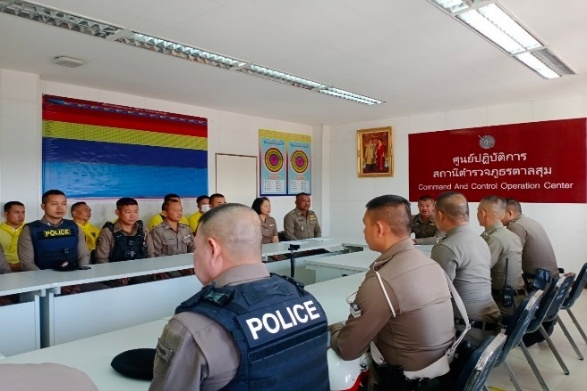 ศูนย์ปฏิบัติการ
สถานีตำรวจภูธรตาลสุม
Command And Control Operation Center
POLICE
POLICE